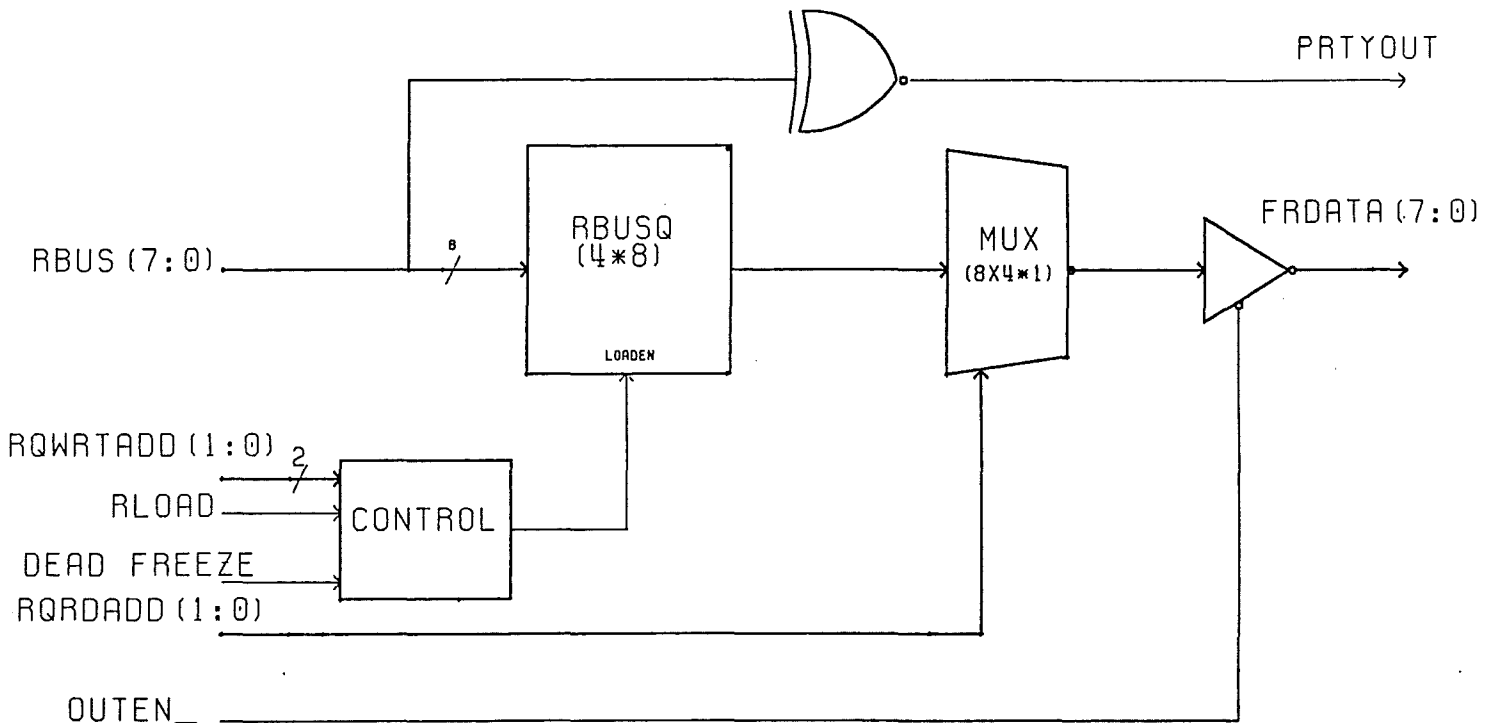 PRTYOUT
RBUSQ
(4*8)
MUX
(8X4*1)
FRDATA(7:0)
RBUS(7:0)
8
LOADEN
RQWRTADD(1:0)
2
RLOAD
CONTROL
DEAD FREEZE
RQRDADD(1:0)
OUTEN_